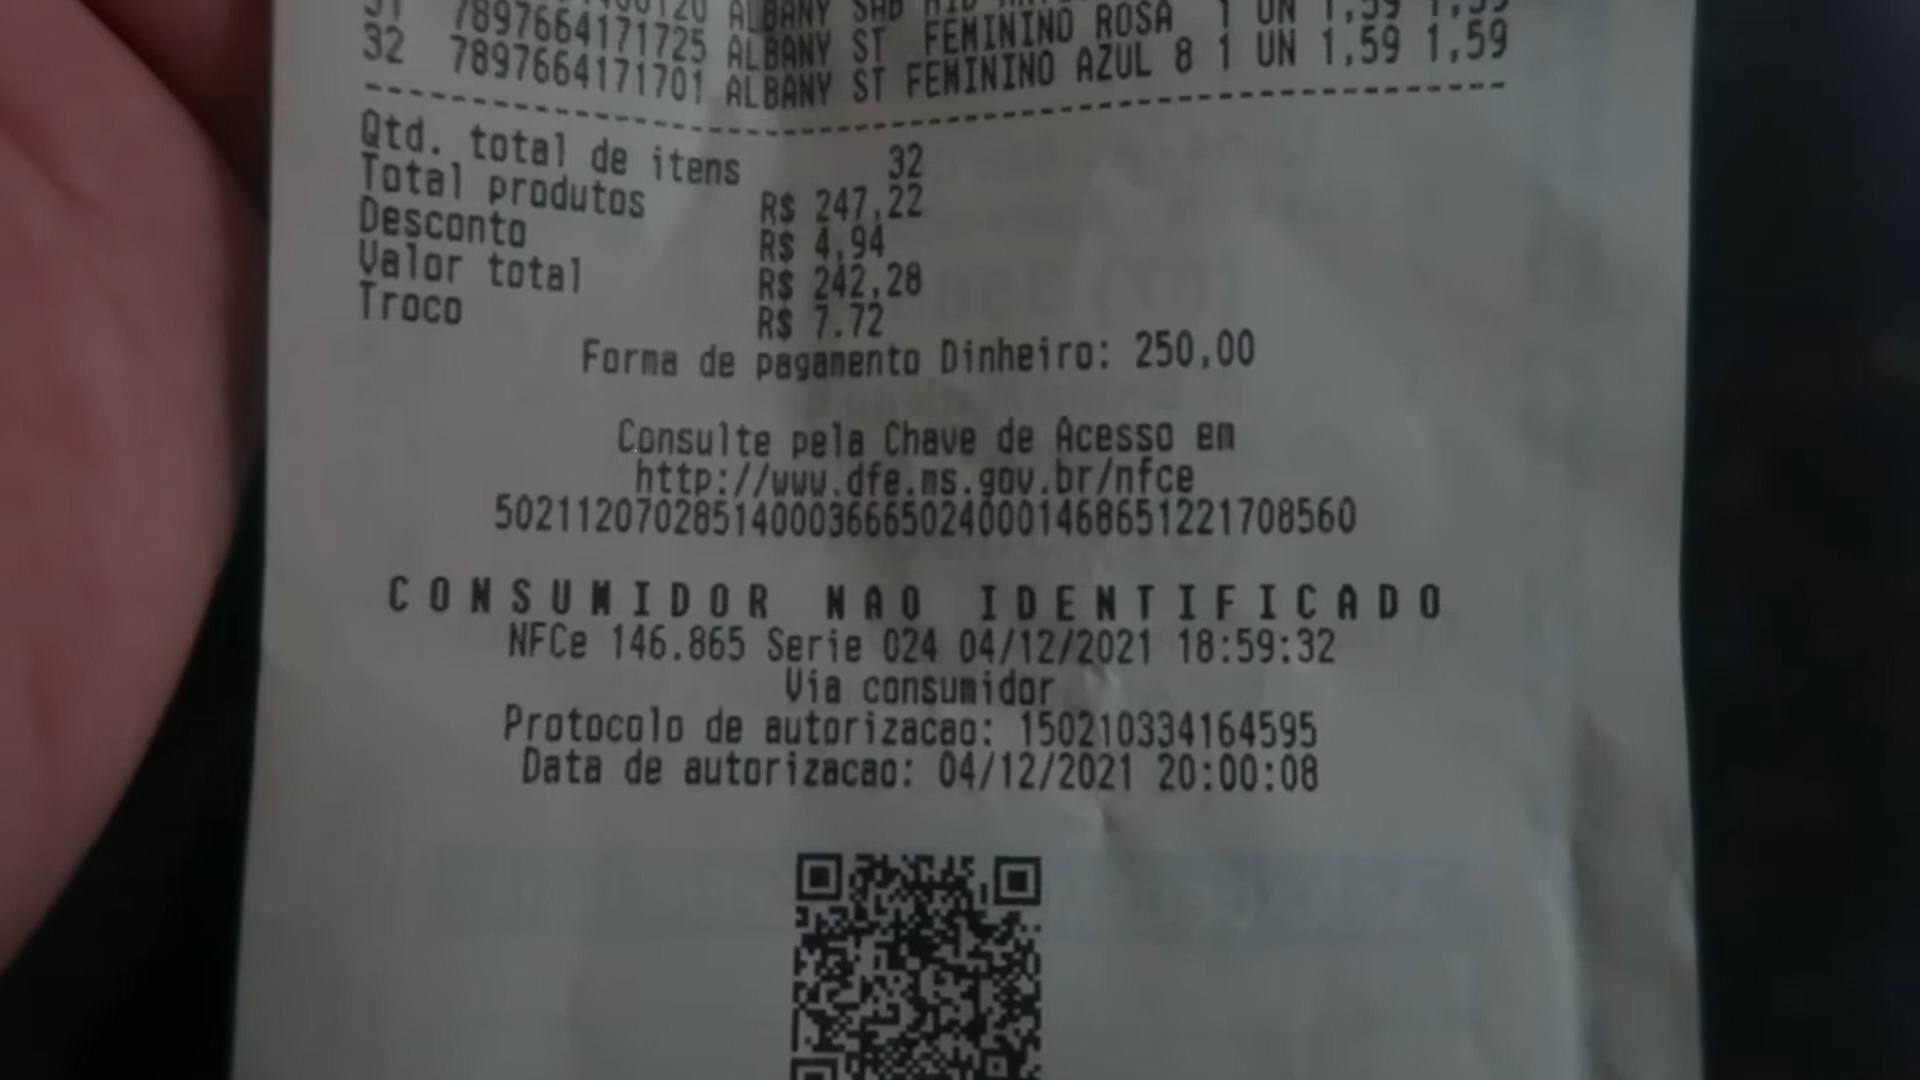 ALBANY
31 7897664171725 ALBANY ST FEMININO ROSA 1 UN 1,59 1,59
32 7897664171701 ALBANY ST FEMININO AZUL 8 1 UN 1,59 1,59
Qtd. total de itens 32
Total produtos R$ 247,22
Desconto R$ 4,94
Valor total R$ 242,28
Troco R$ 7.72
Forma de pagamento Dinheiro: 250,00
Consulte pela Chave de Acesso em
http://www.dfe.ms.gov.br/nfce
50211207028514000366650240001468651221708560
CONSUMIDOR NAO IDENTIFICADO
NFCe 146.865 Serie 024 04/12/2021 18:59:32
Via consumidor
Protocolo de autorizacao: 150210334164595
Data de autorizacao: 04/12/2021 20:00:08